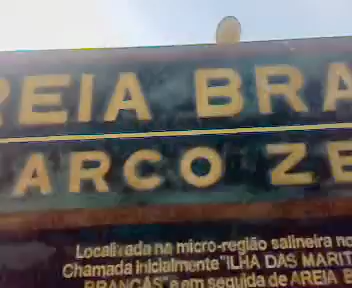 REIA BRA
ARCO ZE
Localizada na micro-região salineira no
Chamada inicialmente "ILHA DAS MARIT
BRANCAS" e em seguida de AREIA B